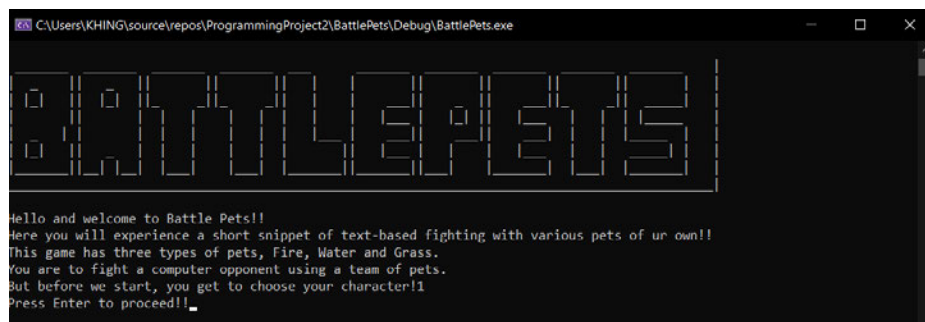 C:\Users\KHING\source\repos\ProgrammingProject2\BattlePets\Debug\BattlePets.exe
BATTLEPETS
Hello and welcome to Battle Pets!!
Here you will experience a short snippet of text-based fighting with various pets of ur own!!
This game has three types of pets, Fire, Water and Grass.
You are to fight a computer opponent using a team of pets.
But before we start, you get to choose your character!1
Press Enter to proceed!!